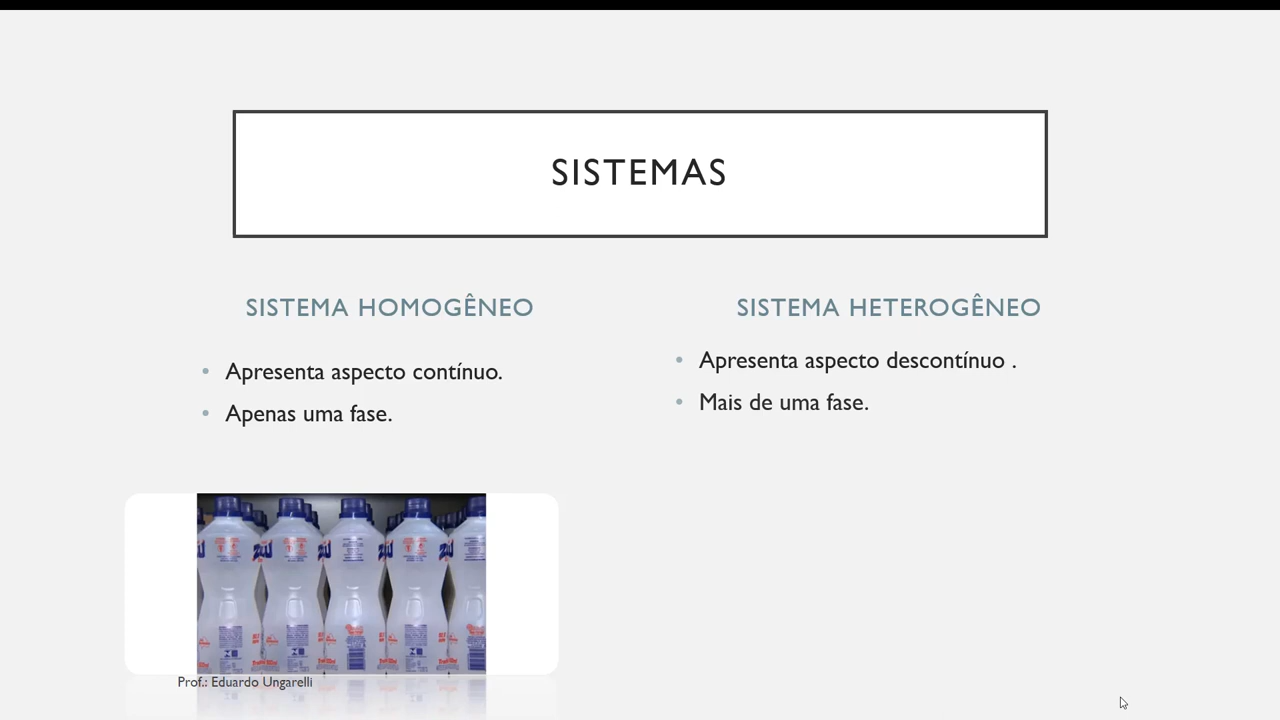 SISTEMAS
SISTEMA HOMOGÊNEO
• Apresenta aspecto contínuo.
• Apenas uma fase.
SISTEMA HETEROGÊNEO
• Apresenta aspecto descontínuo .
• Mais de uma fase.
Prof.: Eduardo Ungarelli